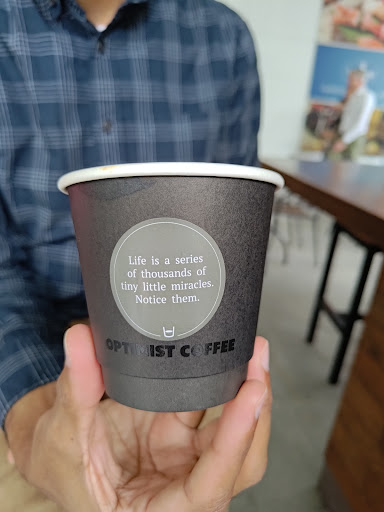 Life is a series
of thousands of
tiny little miracles.
Notice them.
OPTIMIST COFFEE